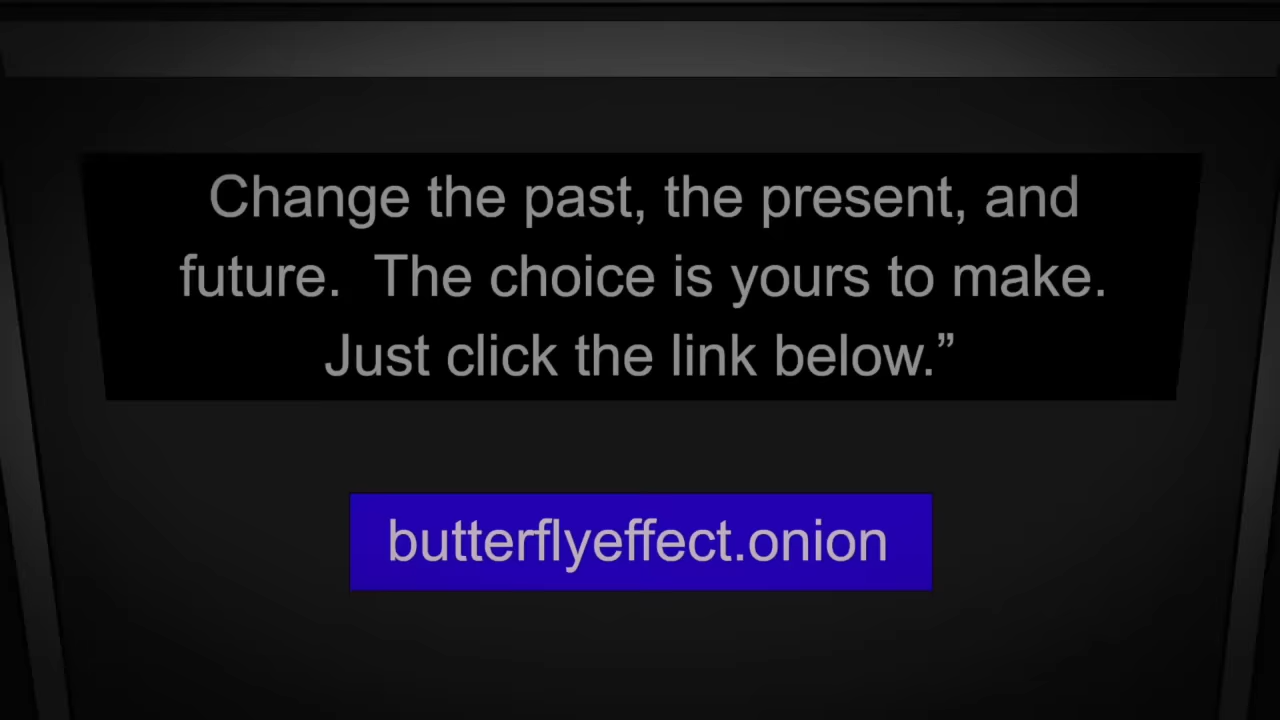 Change the past, the present, and
future.  The choice is yours to make.
Just click the link below.”
butterflyeffect.onion